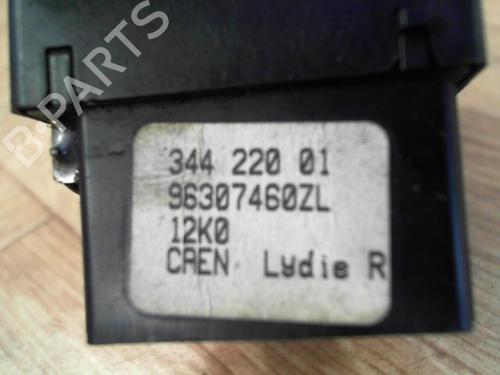 B-PARTS
344 220 01
96307460ZL
12K0
CAEN Lydie R